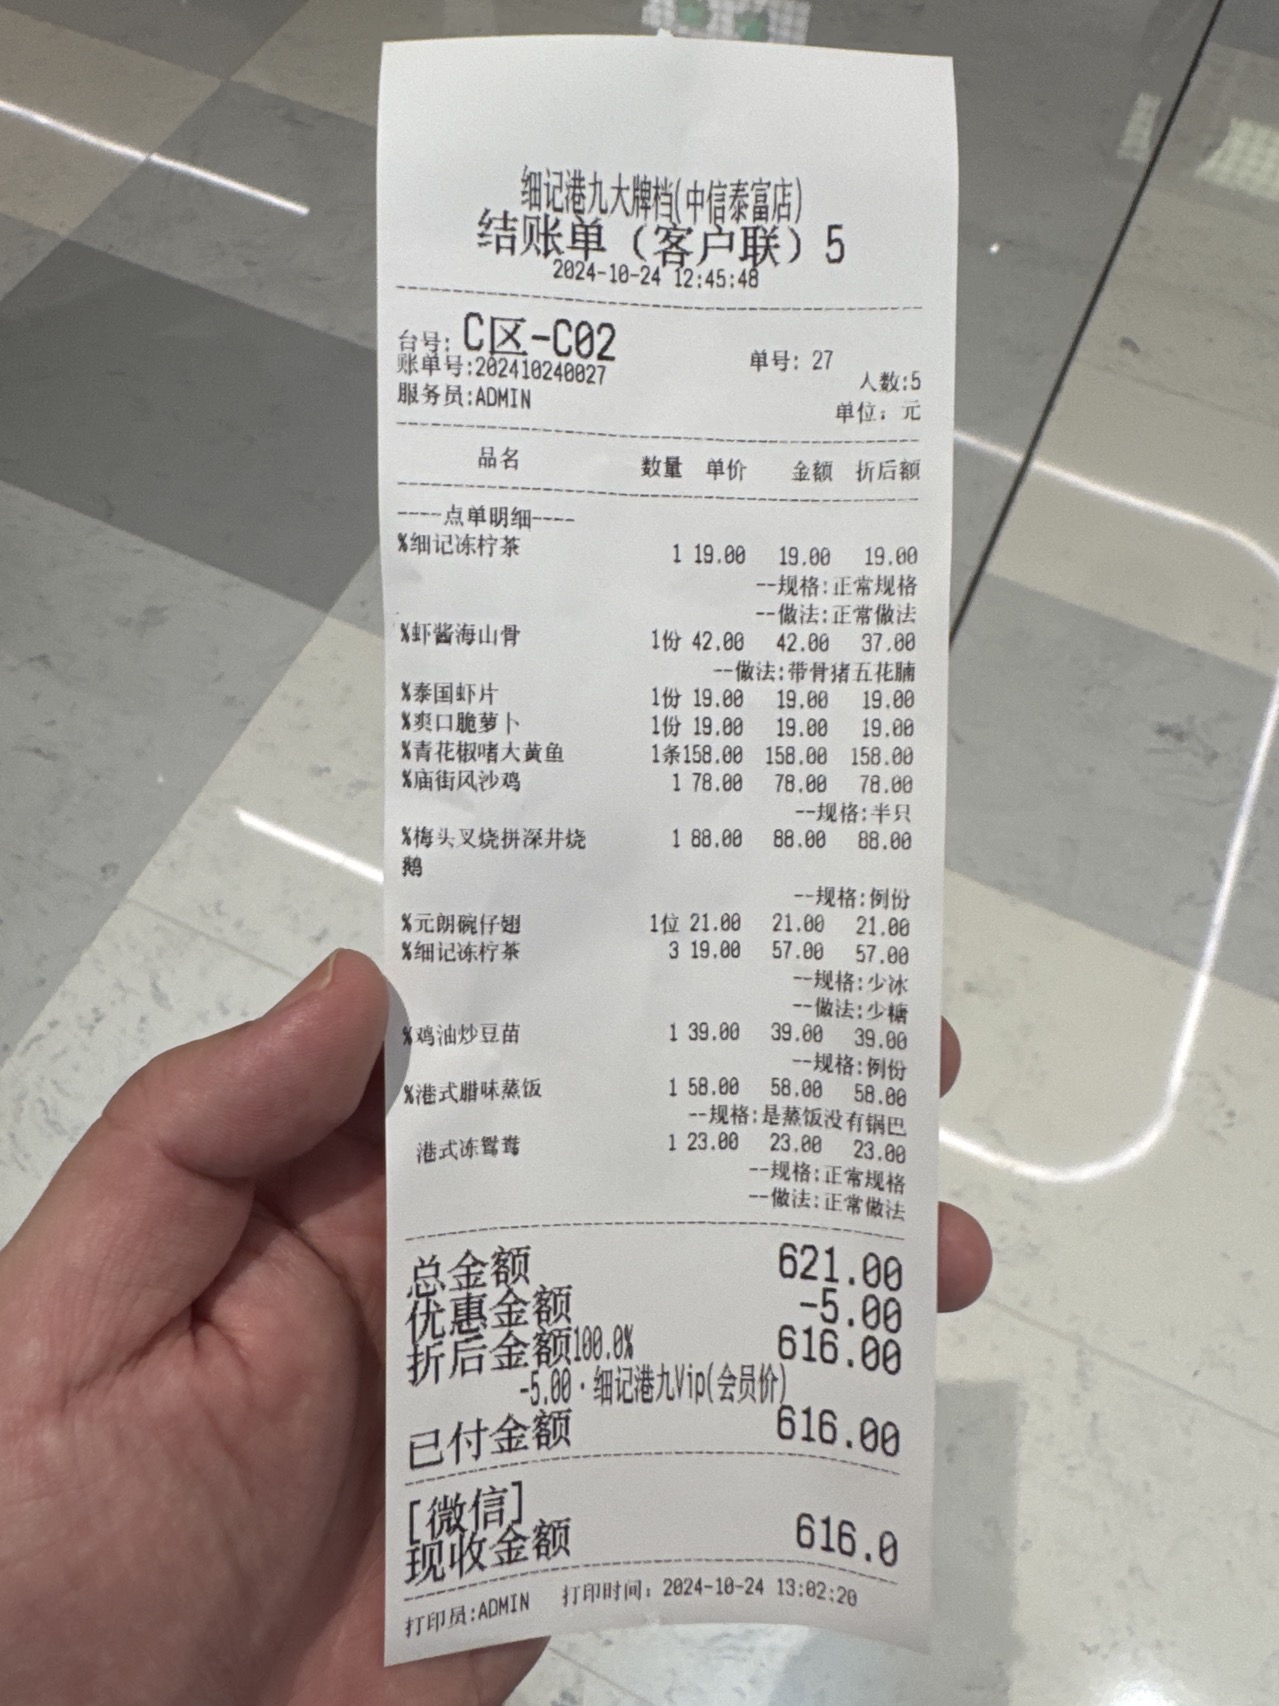 细记港九大牌档(中信泰富店)
结账单（客户联）5
2024-10-24 12:45:48
台号: C区-C02 单号: 27
账单号:202410240027 人数:5
服务员:ADMIN 单位: 元
品名 数量 单价 金额 折后额
----点单明细----
%细记冻柠茶 1 19.00 19.00 19.00
--规格:正常规格
--做法:正常做法
%虾酱海山骨 1份 42.00 42.00 37.00
--做法:带骨猪五花腩
%泰国虾片 1份 19.00 19.00 19.00
%爽口脆萝卜 1份 19.00 19.00 19.00
%青花椒啫大黄鱼 1条158.00 158.00 158.00
%庙街风沙鸡 1 78.00 78.00 78.00
--规格:半只
%梅头叉烧拼深井烧 1 88.00 88.00 88.00
鹅
--规格:例份
%元朗碗仔翅 1位 21.00 21.00 21.00
%细记冻柠茶 3 19.00 57.00 57.00
--规格:少冰
--做法:少糖
%鸡油炒豆苗 1 39.00 39.00 39.00
--规格:例份
%港式腊味蒸饭 1 58.00 58.00 58.00
--规格:是蒸饭没有锅巴
港式冻鸳鸯 1 23.00 23.00 23.00
--规格:正常规格
--做法:正常做法
总金额 621.00
优惠金额 -5.00
折后金额100.0% 616.00
-5.00·细记港九Vip(会员价)
已付金额 616.00
[微信]
现收金额 616.0
打印员:ADMIN 打印时间: 2024-10-24 13:02:20